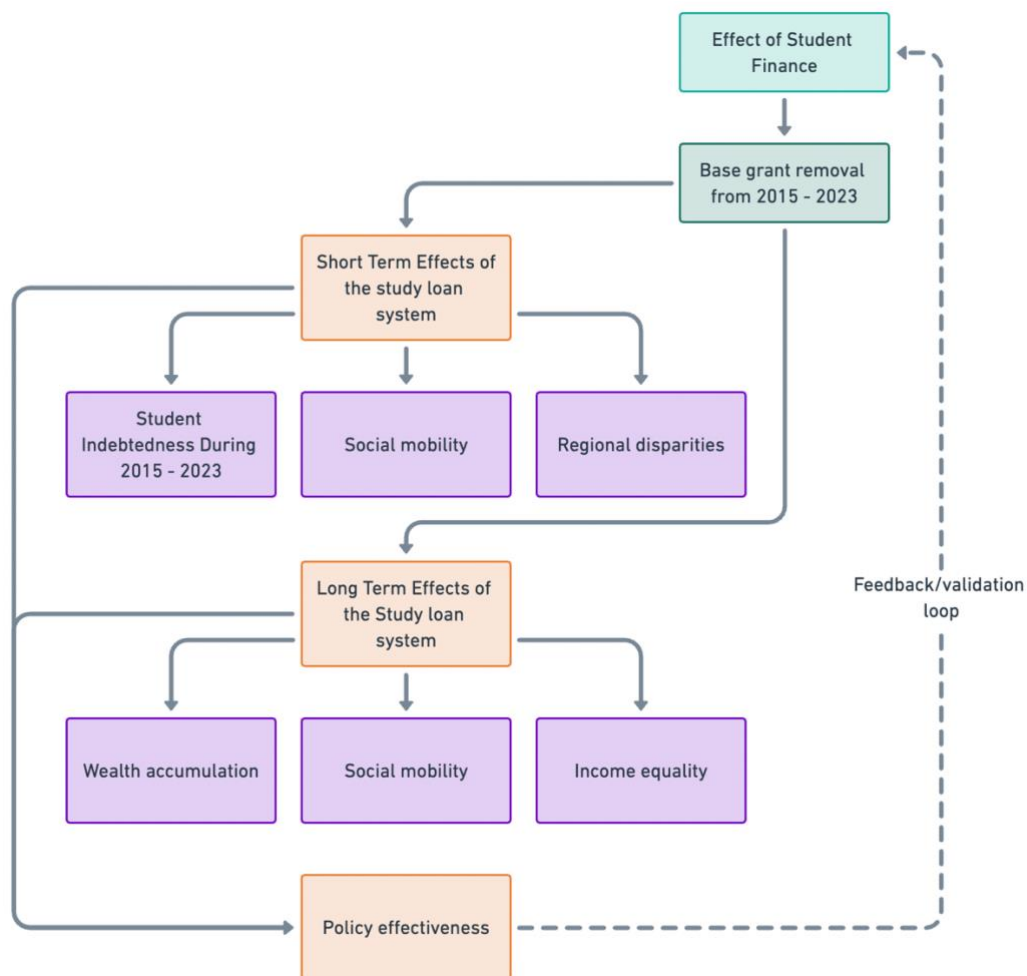 Effect of Student
Finance
Base grant removal
from 2015 - 2023
Short Term Effects of
the study loan
system
Student
Indebtedness During
2015 - 2023
Social mobility
Regional disparities
Long Term Effects of
the Study loan
system
Feedback/validation
loop
Wealth accumulation
Social mobility
Income equality
Policy effectiveness